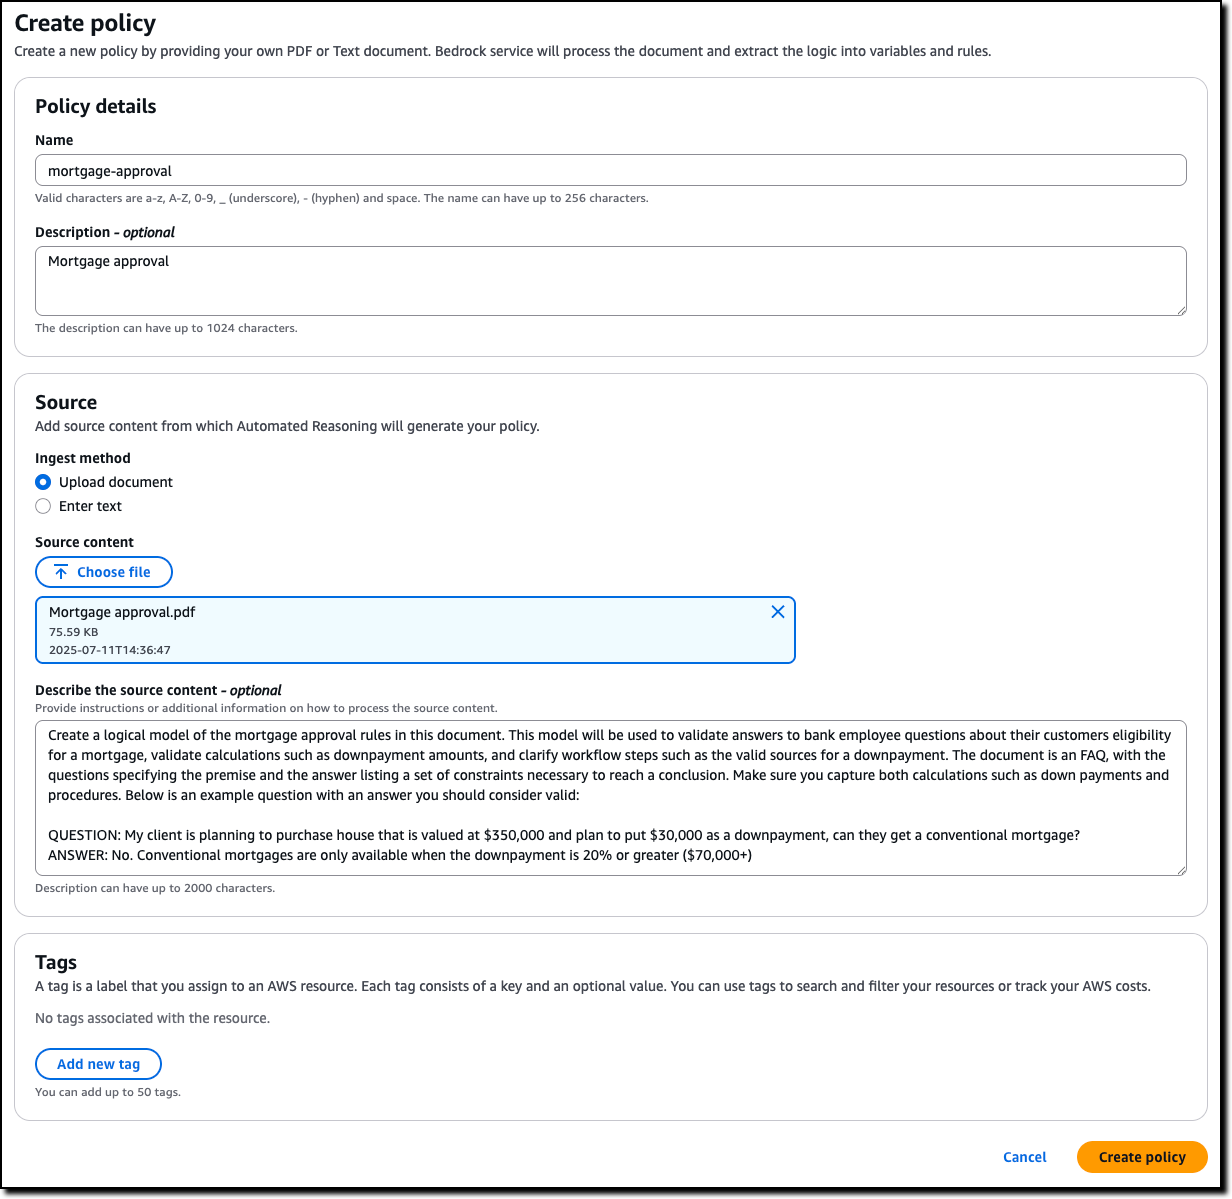 Create policy
Create a new policy by providing your own PDF or Text document. Bedrock service will process the document and extract the logic into variables and rules.
Policy details
Name
mortgage-approval
Valid characters are a-z, A-Z, 0-9, _ (underscore), - (hyphen) and space. The name can have up to 256 characters.
Description - optional
Mortgage approval
The description can have up to 1024 characters.
Source
Add source content from which Automated Reasoning will generate your policy.
Ingest method
Upload document
Enter text
Source content
Choose file
Mortgage approval.pdf
75.59 KB
2025-07-11T14:36:47
Describe the source content - optional
Provide instructions or additional information on how to process the source content.
Create a logical model of the mortgage approval rules in this document. This model will be used to validate answers to bank employee questions about their customers eligibility
for a mortgage, validate calculations such as downpayment amounts, and clarify workflow steps such as the valid sources for a downpayment. The document is an FAQ, with the
questions specifying the premise and the answer listing a set of constraints necessary to reach a conclusion. Make sure you capture both calculations such as down payments and
procedures. Below is an example question with an answer you should consider valid:
QUESTION: My client is planning to purchase house that is valued at $350,000 and plan to put $30,000 as a downpayment, can they get a conventional mortgage?
ANSWER: No. Conventional mortgages are only available when the downpayment is 20% or greater ($70,000+)
Description can have up to 2000 characters.
Tags
A tag is a label that you assign to an AWS resource. Each tag consists of a key and an optional value. You can use tags to search and filter your resources or track your AWS costs.
No tags associated with the resource.
Add new tag
You can add up to 50 tags.
Cancel
Create policy